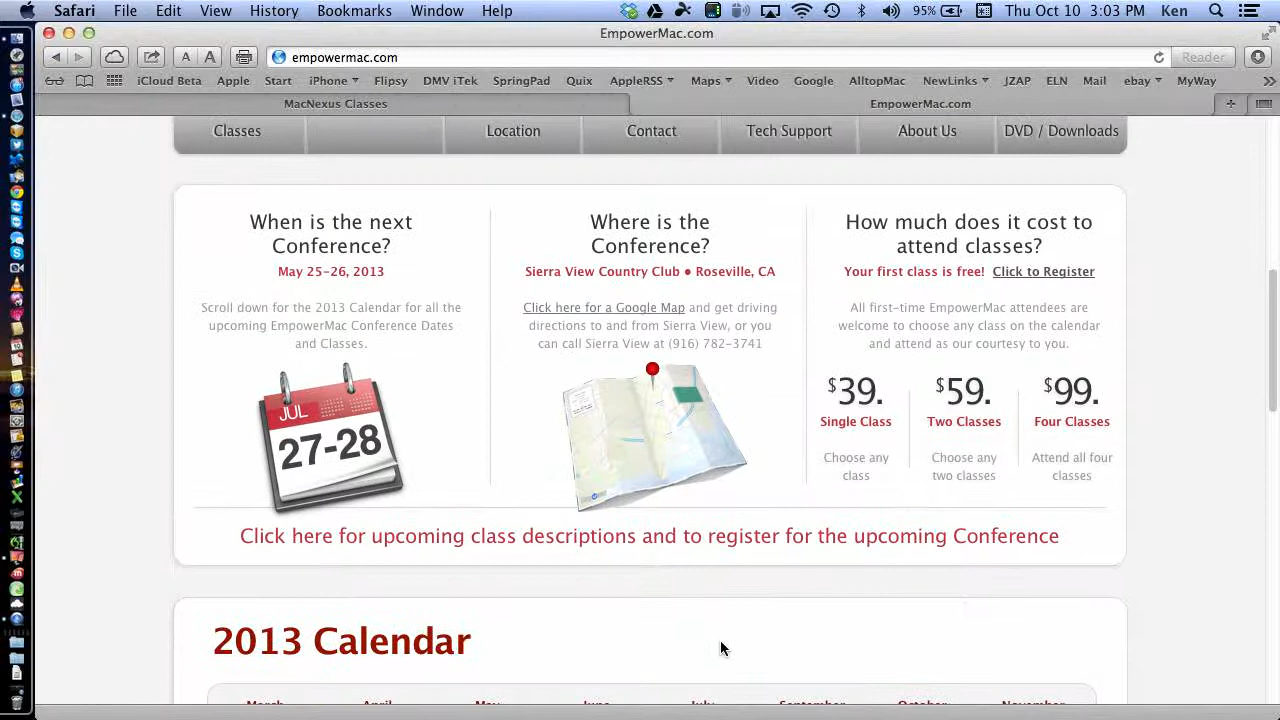 Safari File Edit View History Bookmarks Window Help 95% Thu Oct 10 3:03 PM Ken
EmpowerMac.com
A A empowermac.com Reader
iCloud Beta Apple Start iPhone Flipsy DMV iTek SpringPad Quix AppleRSS Maps Video Google AlltopMac NewLinks JZAP ELN Mail ebay MyWay
MacNexus Classes EmpowerMac.com
Classes Location Contact Tech Support About Us DVD / Downloads
When is the next
Conference?
May 25-26, 2013
Scroll down for the 2013 Calendar for all the
upcoming EmpowerMac Conference Dates
and Classes.
JUL
27-28
Where is the
Conference?
Sierra View Country Club ● Roseville, CA
Click here for a Google Map and get driving
directions to and from Sierra View, or you
can call Sierra View at (916) 782-3741
How much does it cost to
attend classes?
Your first class is free! Click to Register
All first-time EmpowerMac attendees are
welcome to choose any class on the calendar
and attend as our courtesy to you.
$39. $59. $99.
Single Class Two Classes Four Classes
Choose any Choose any Attend all four
class two classes classes
Click here for upcoming class descriptions and to register for the upcoming Conference
2013 Calendar
March April May June July September October November